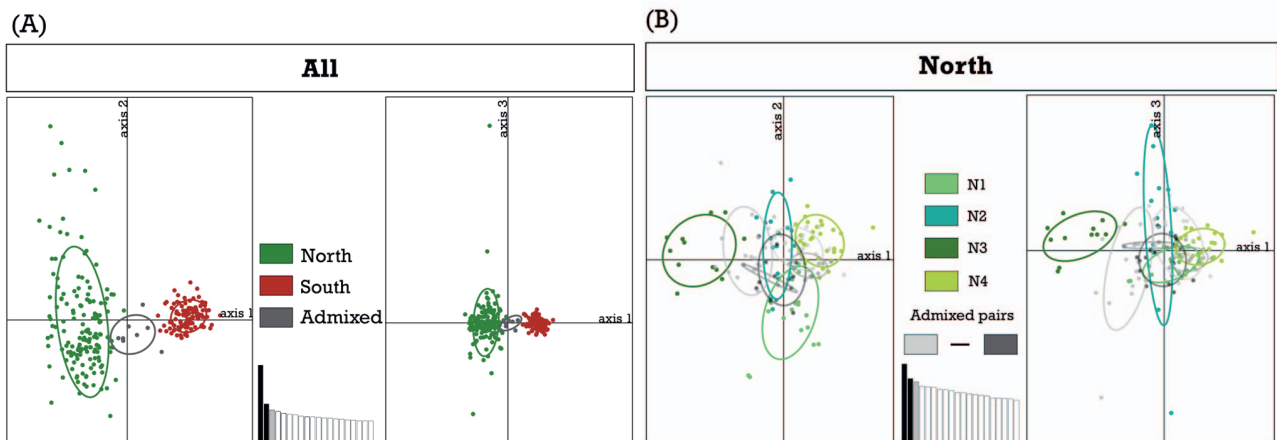 (A)
All
axis 2
axis 1
North
South
Admixed
axis 3
axis 1
(B)
North
axis 2
axis 1
N1
N2
N3
N4
Admixed pairs
axis 3
axis 1